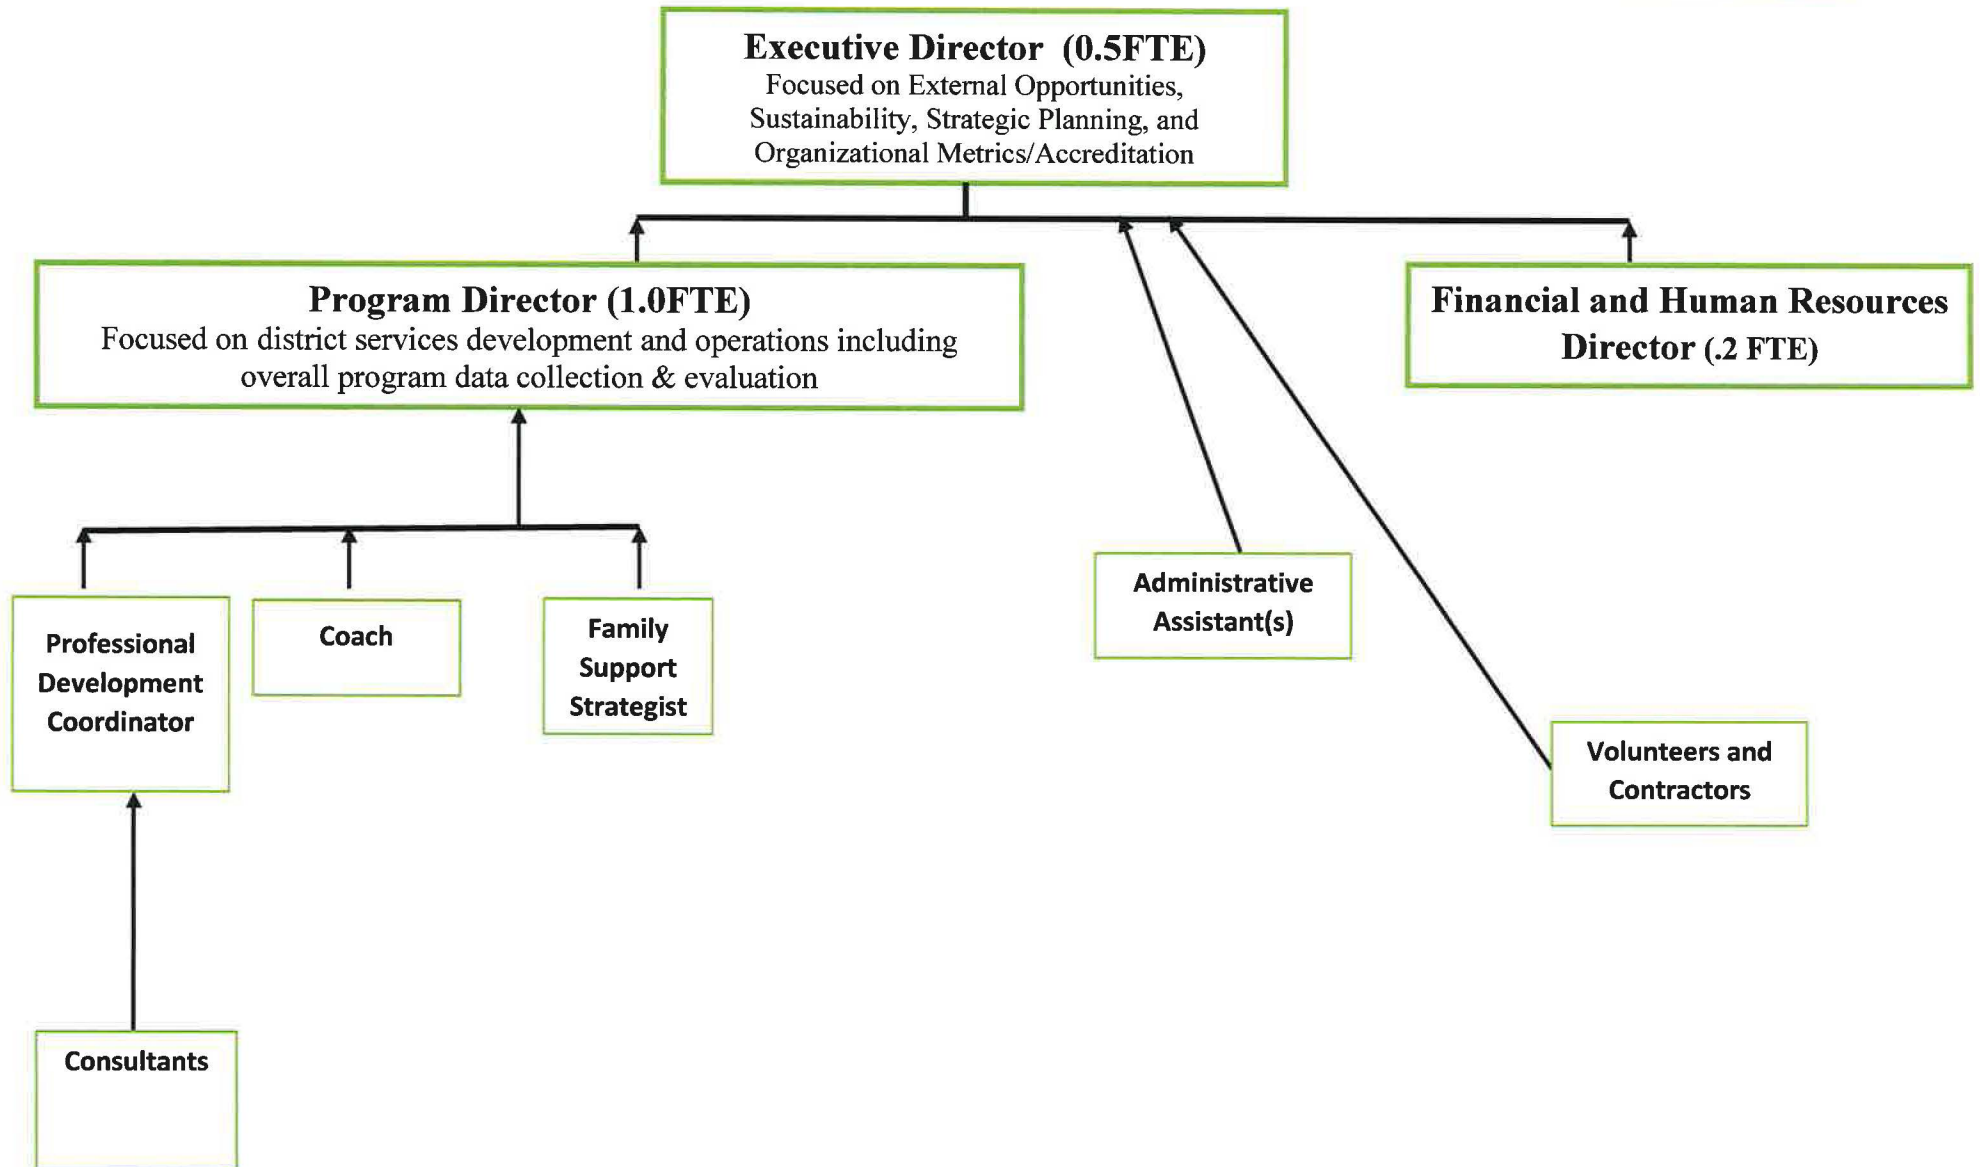 Executive Director (0.5FTE)
Focused on External Opportunities,
Sustainability, Strategic Planning, and
Organizational Metrics/Accreditation
Program Director (1.0FTE)
Focused on district services development and operations including
overall program data collection & evaluation
Financial and Human Resources
Director (.2 FTE)
Professional
Development
Coordinator
Coach
Family
Support
Strategist
Administrative
Assistant(s)
Volunteers and
Contractors
Consultants